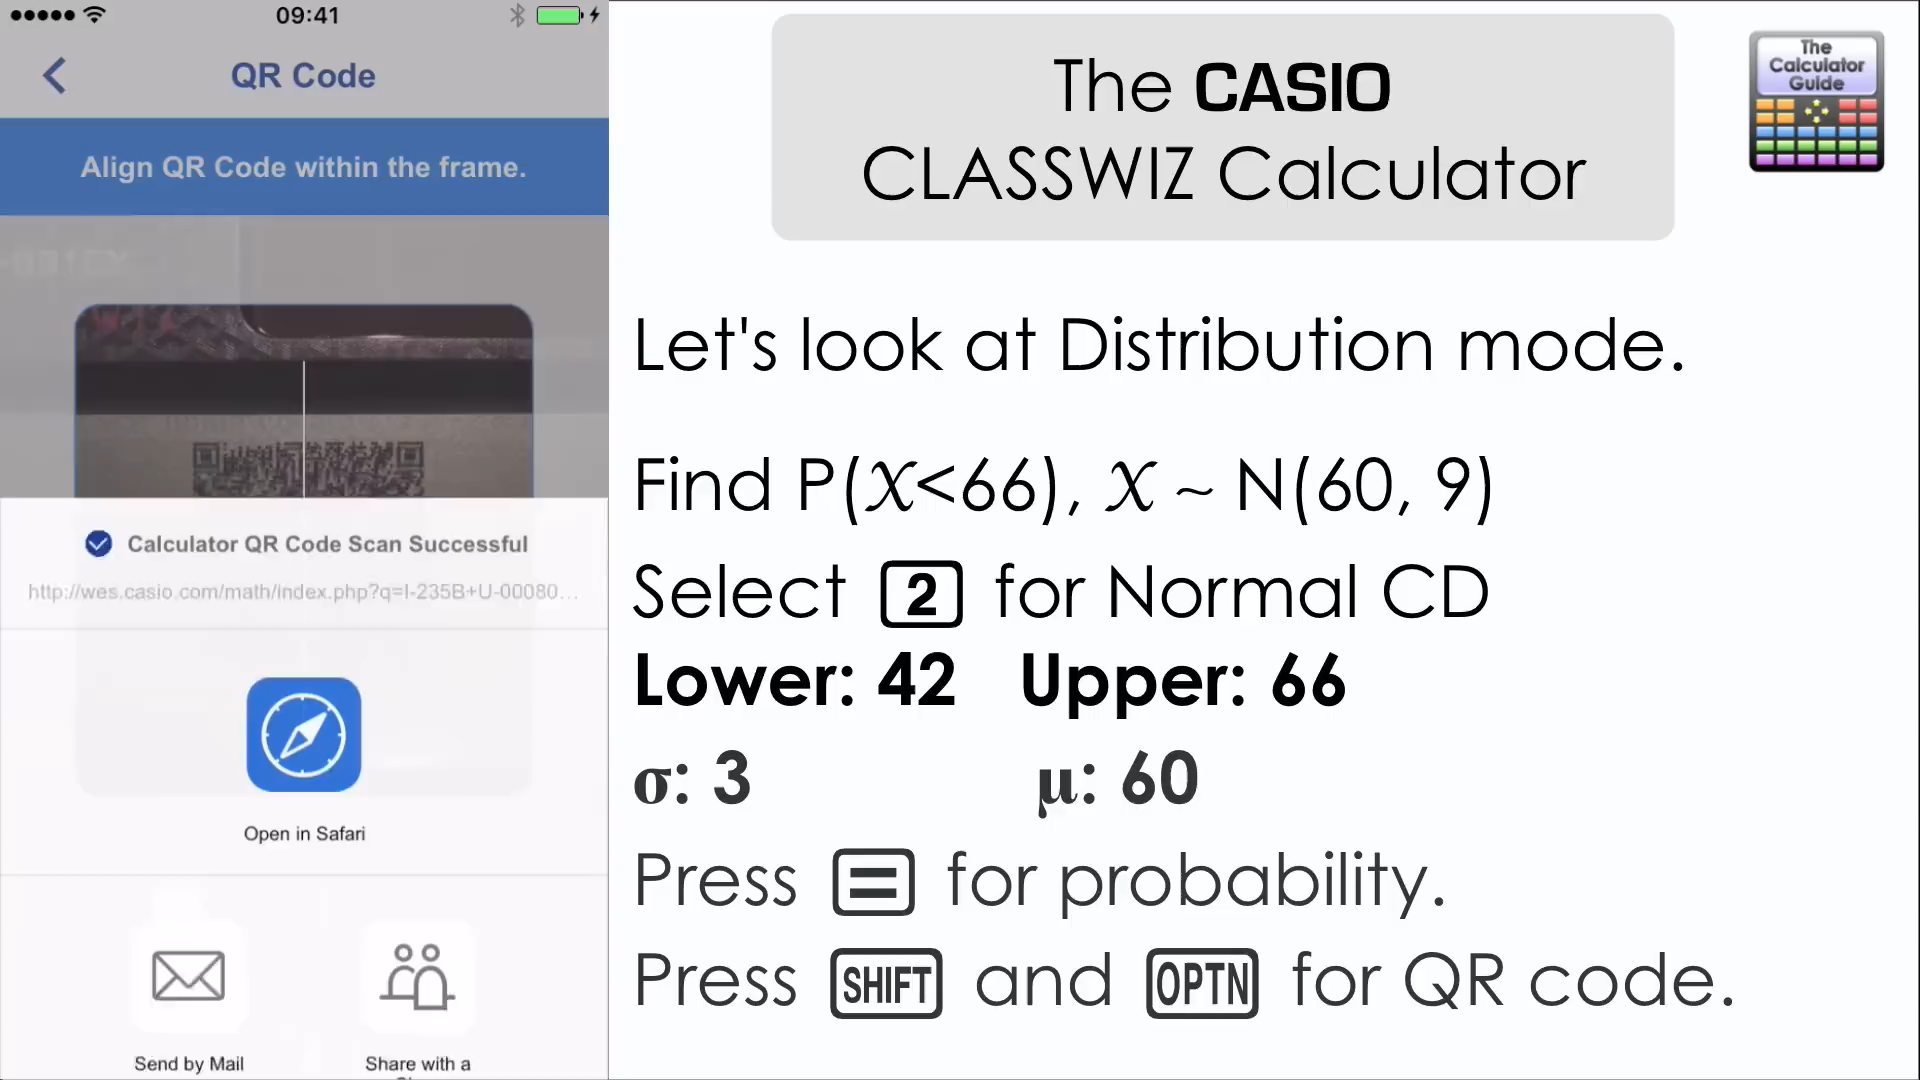 09:41
QR Code
Align QR Code within the frame.
Calculator QR Code Scan Successful
http://wes.casio.com/math/index.php?q=I-235B+U-00080...
Open in Safari
Send by Mail
Share with a
The CASIO
CLASSWIZ Calculator
The
Calculator
Guide
Let's look at Distribution mode.
Find P(X<66), X ~ N(60, 9)
Select 2 for Normal CD
Lower: 42 Upper: 66
σ: 3 μ: 60
Press = for probability.
Press SHIFT and OPTN for QR code.